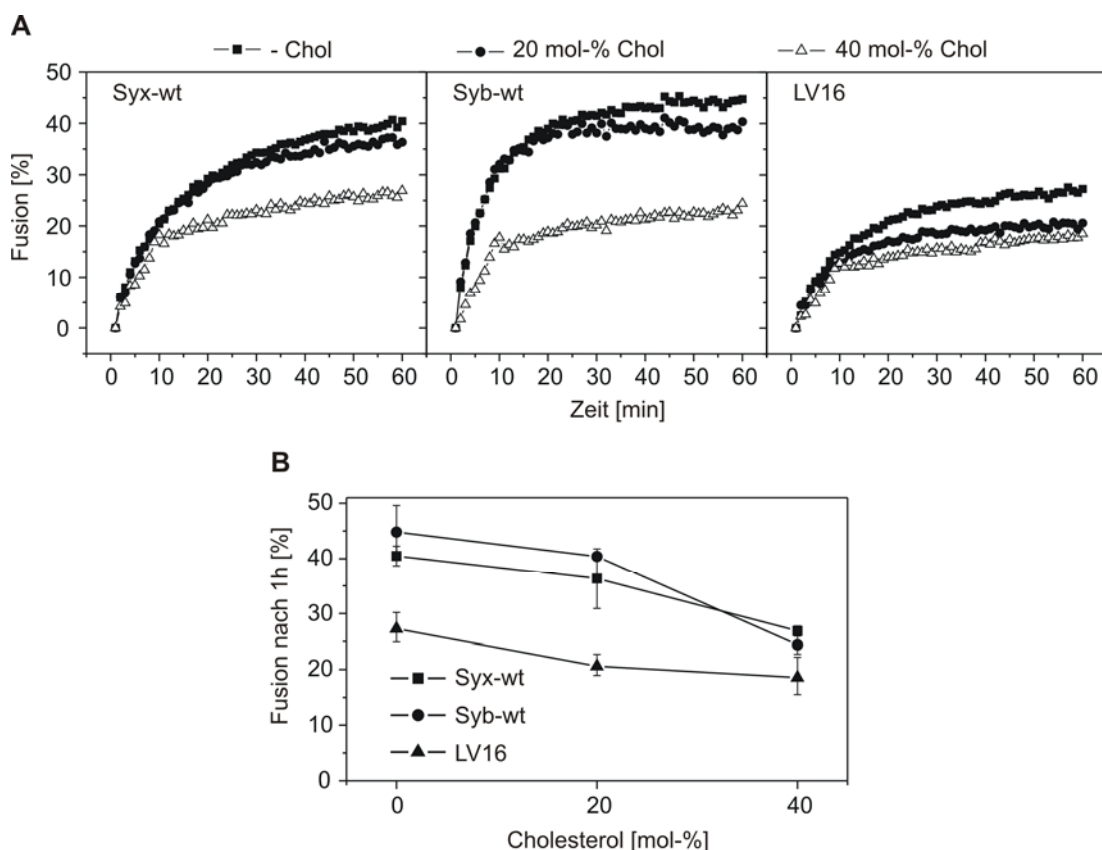 A
- Chol 20 mol-% Chol 40 mol-% Chol
Syx-wt Syb-wt LV16
Fusion [%]
50
40
30
20
10
0
0 10 20 30 40 50 60 0 10 20 30 40 50 60 0 10 20 30 40 50 60
Zeit [min]
B
Fusion nach 1h [%]
50
40
30
20
10
0
Syx-wt
Syb-wt
LV16
0 20 40
Cholesterol [mol-%]